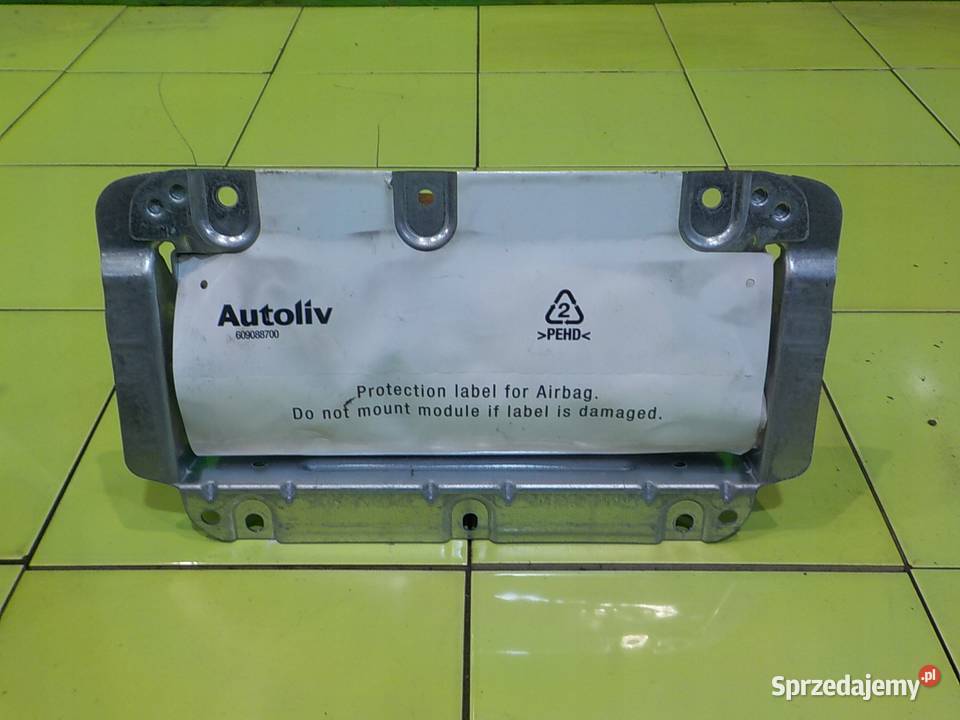 Autoliv
609088700
2
>PEHD<
Protection label for Airbag.
Do not mount module if label is damaged.
Sprzedajemy.pl